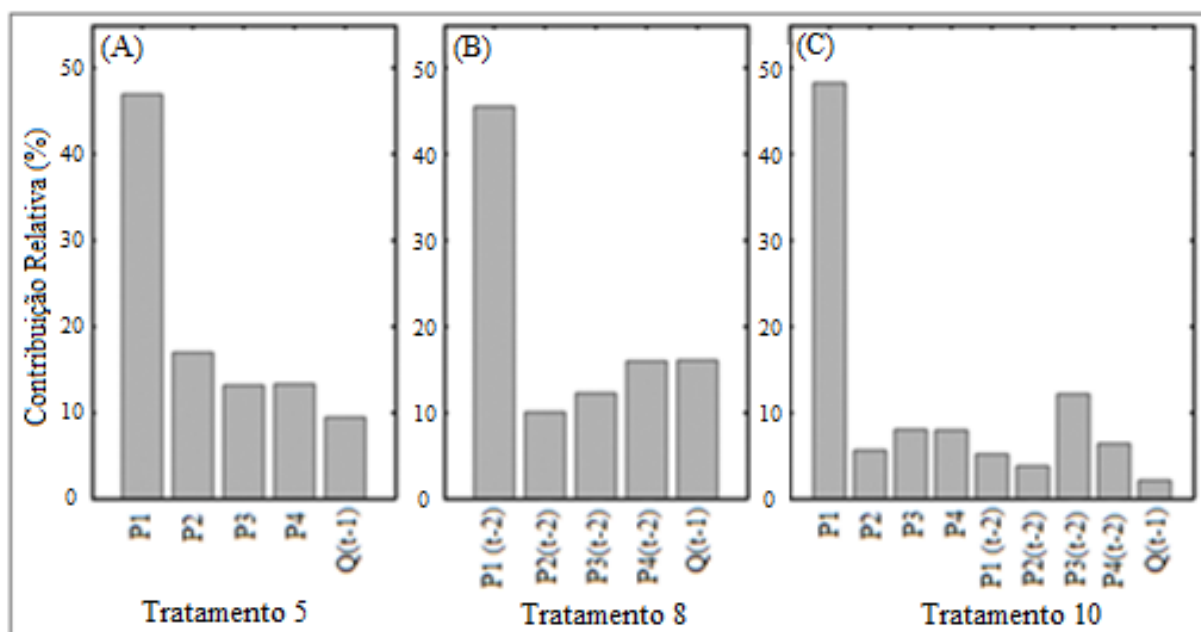 (A)
(B)
(C)
Contribuição Relativa (%)
50
40
30
20
10
0
50
40
30
20
10
0
50
40
30
20
10
0
P1
P2
P3
P4
Q(t-1)
P1 (t-2)
P2(t-2)
P3(t-2)
P4(t-2)
Q(t-1)
P1
P2
P3
P4
P1 (t-2)
P2(t-2)
P3(t-2)
P4(t-2)
Q(t-1)
Tratamento 5
Tratamento 8
Tratamento 10